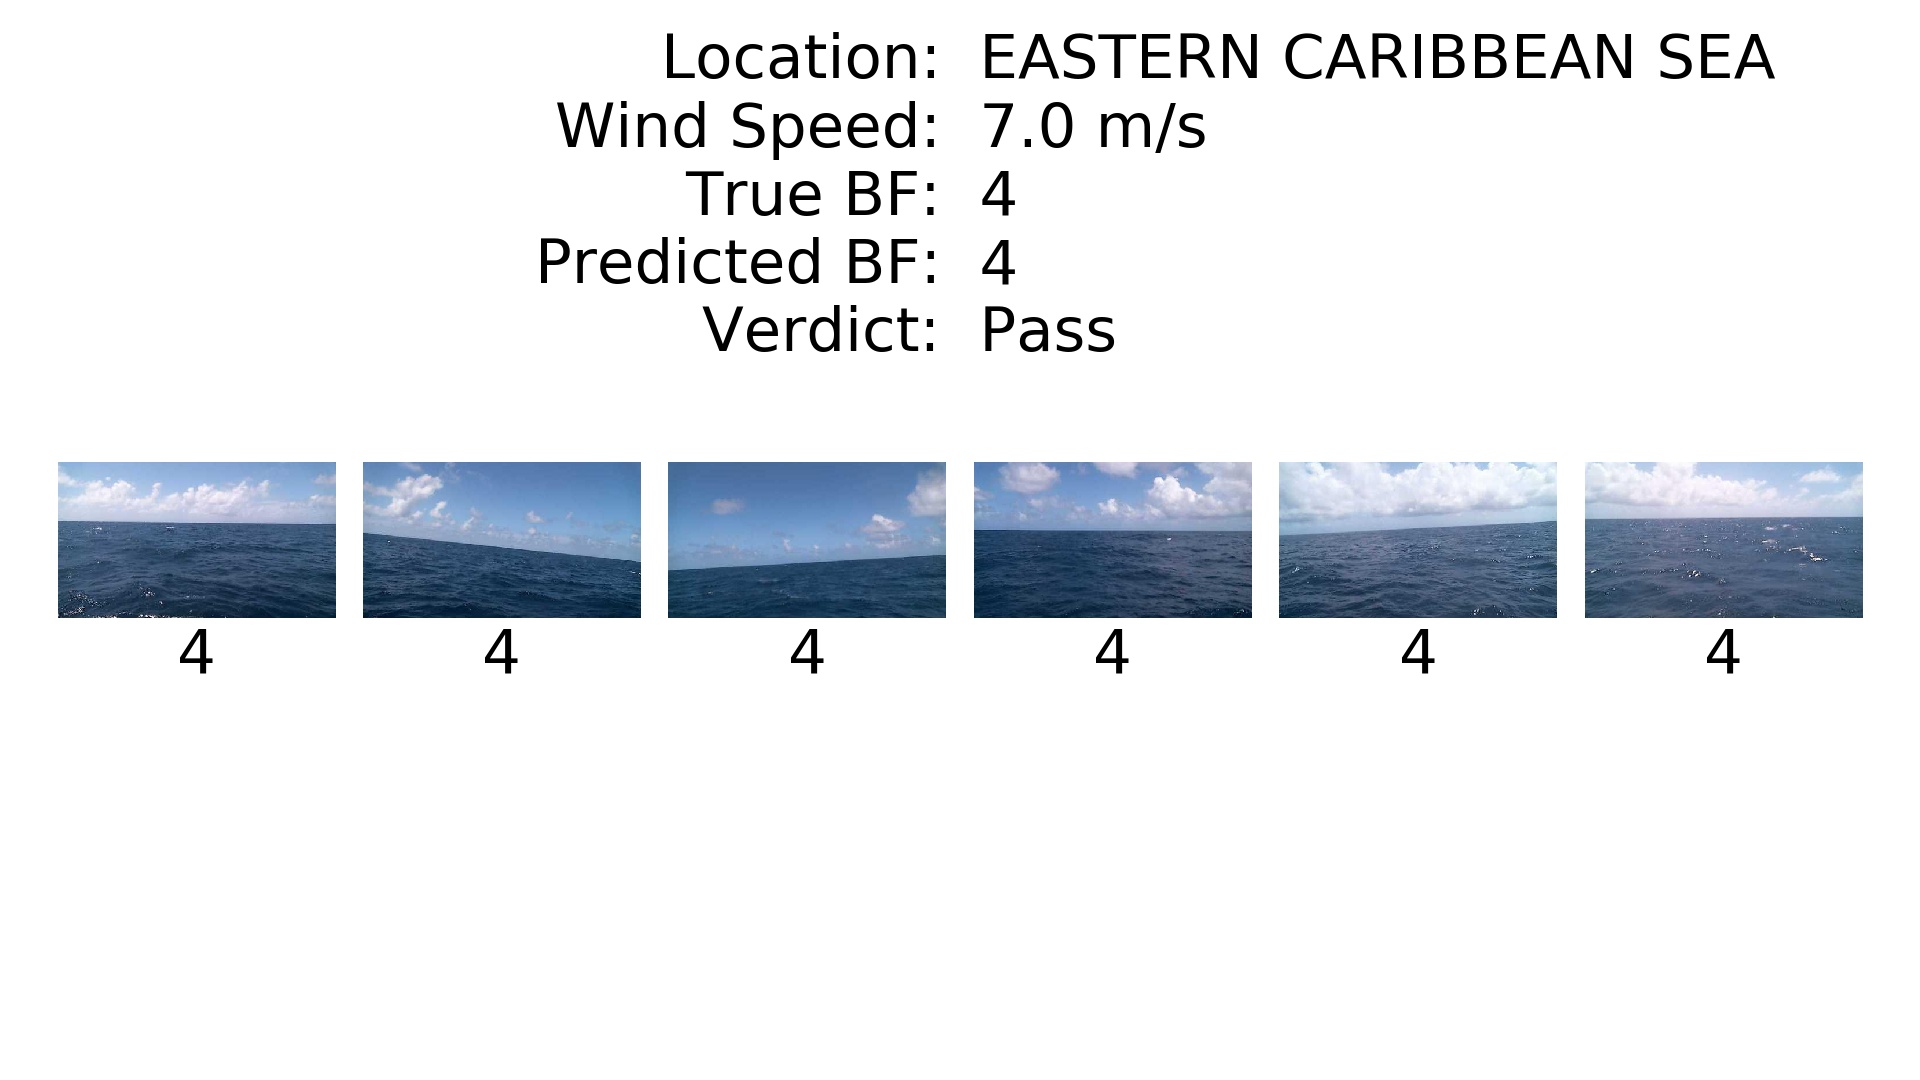 Location: EASTERN CARIBBEAN SEA
Wind Speed: 7.0 m/s
True BF: 4
Predicted BF: 4
Verdict: Pass
4 4 4 4 4 4